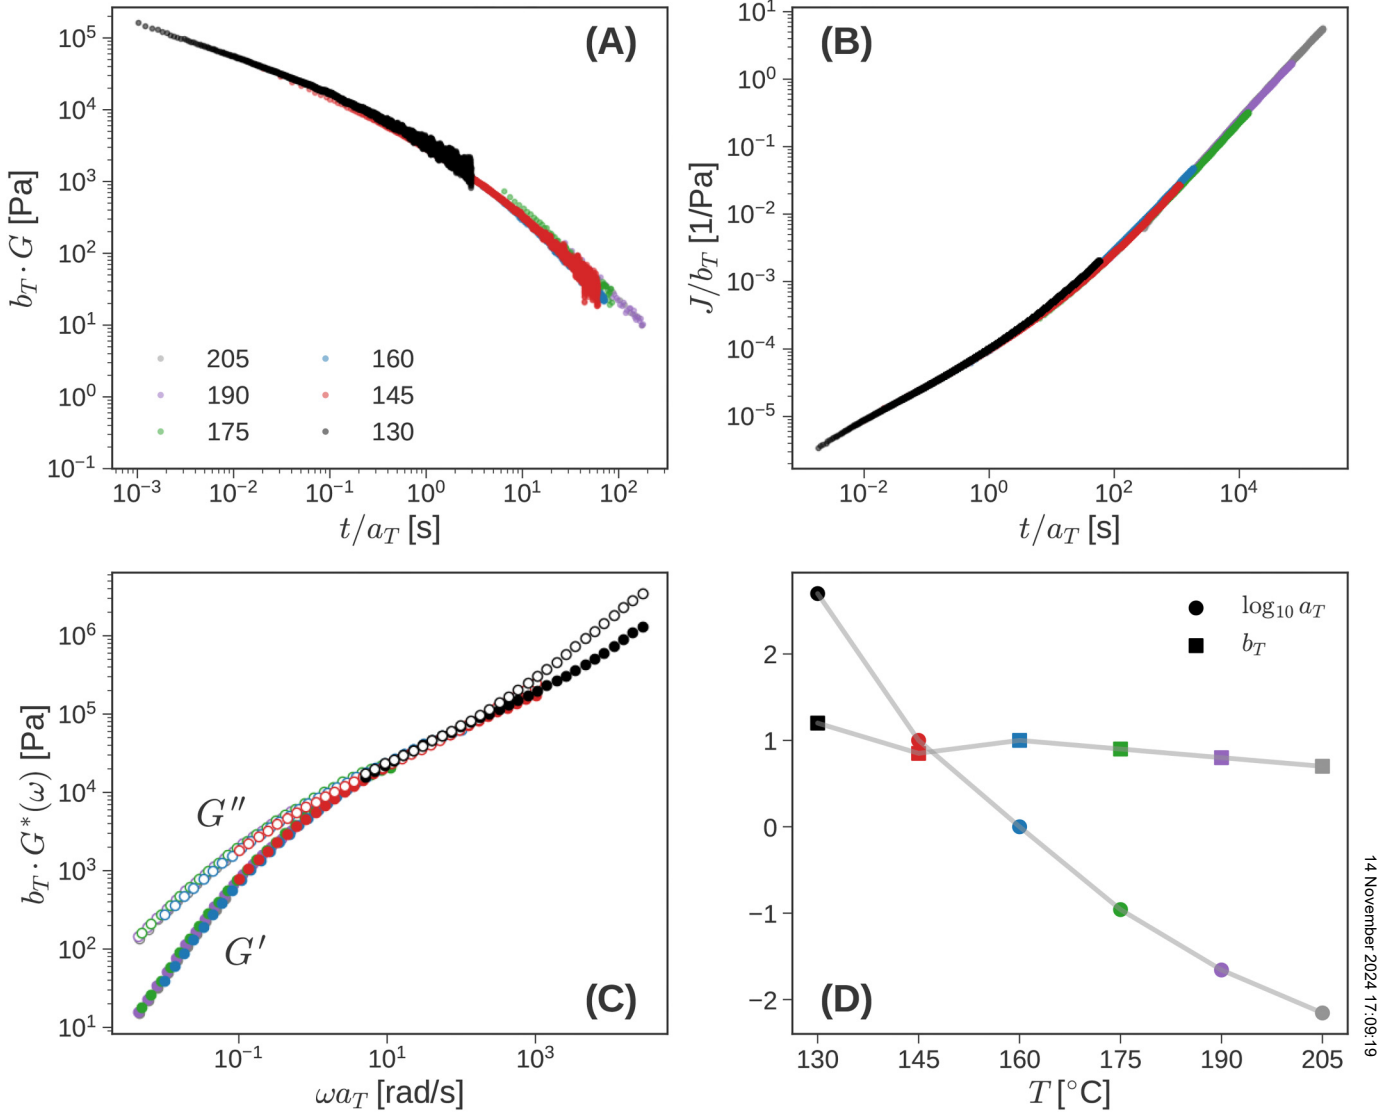 (A)
b_T · G [Pa]
10^5
10^4
10^3
10^2
10^1
10^0
10^−1
205
190
175
160
145
130
10^−3 10^−2 10^−1 10^0 10^1 10^2
t/a_T [s]
(B)
J/b_T [1/Pa]
10^1
10^0
10^−1
10^−2
10^−3
10^−4
10^−5
10^−2 10^0 10^2 10^4
t/a_T [s]
(C)
b_T · G*(ω) [Pa]
10^6
10^5
10^4
10^3
10^2
10^1
G″
G′
10^−1 10^1 10^3
ωa_T [rad/s]
(D)
log_10 a_T
b_T
2
1
0
−1
−2
130 145 160 175 190 205
T [°C]
14 November 2024 17:09:19